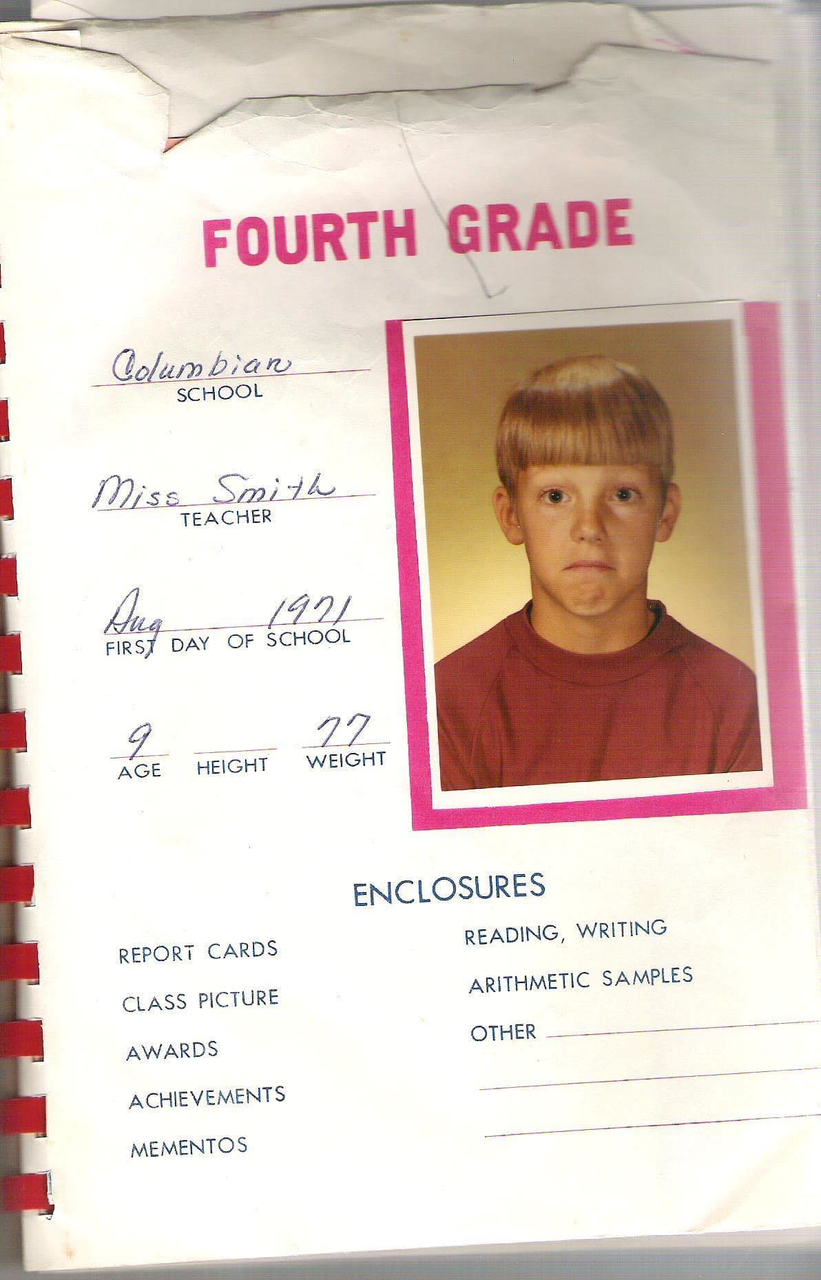 FOURTH GRADE
Columbian
SCHOOL
Miss Smith
TEACHER
Aug 1971
FIRST DAY OF SCHOOL
9 77
AGE HEIGHT WEIGHT
ENCLOSURES
REPORT CARDS
CLASS PICTURE
AWARDS
ACHIEVEMENTS
MEMENTOS
READING, WRITING
ARITHMETIC SAMPLES
OTHER